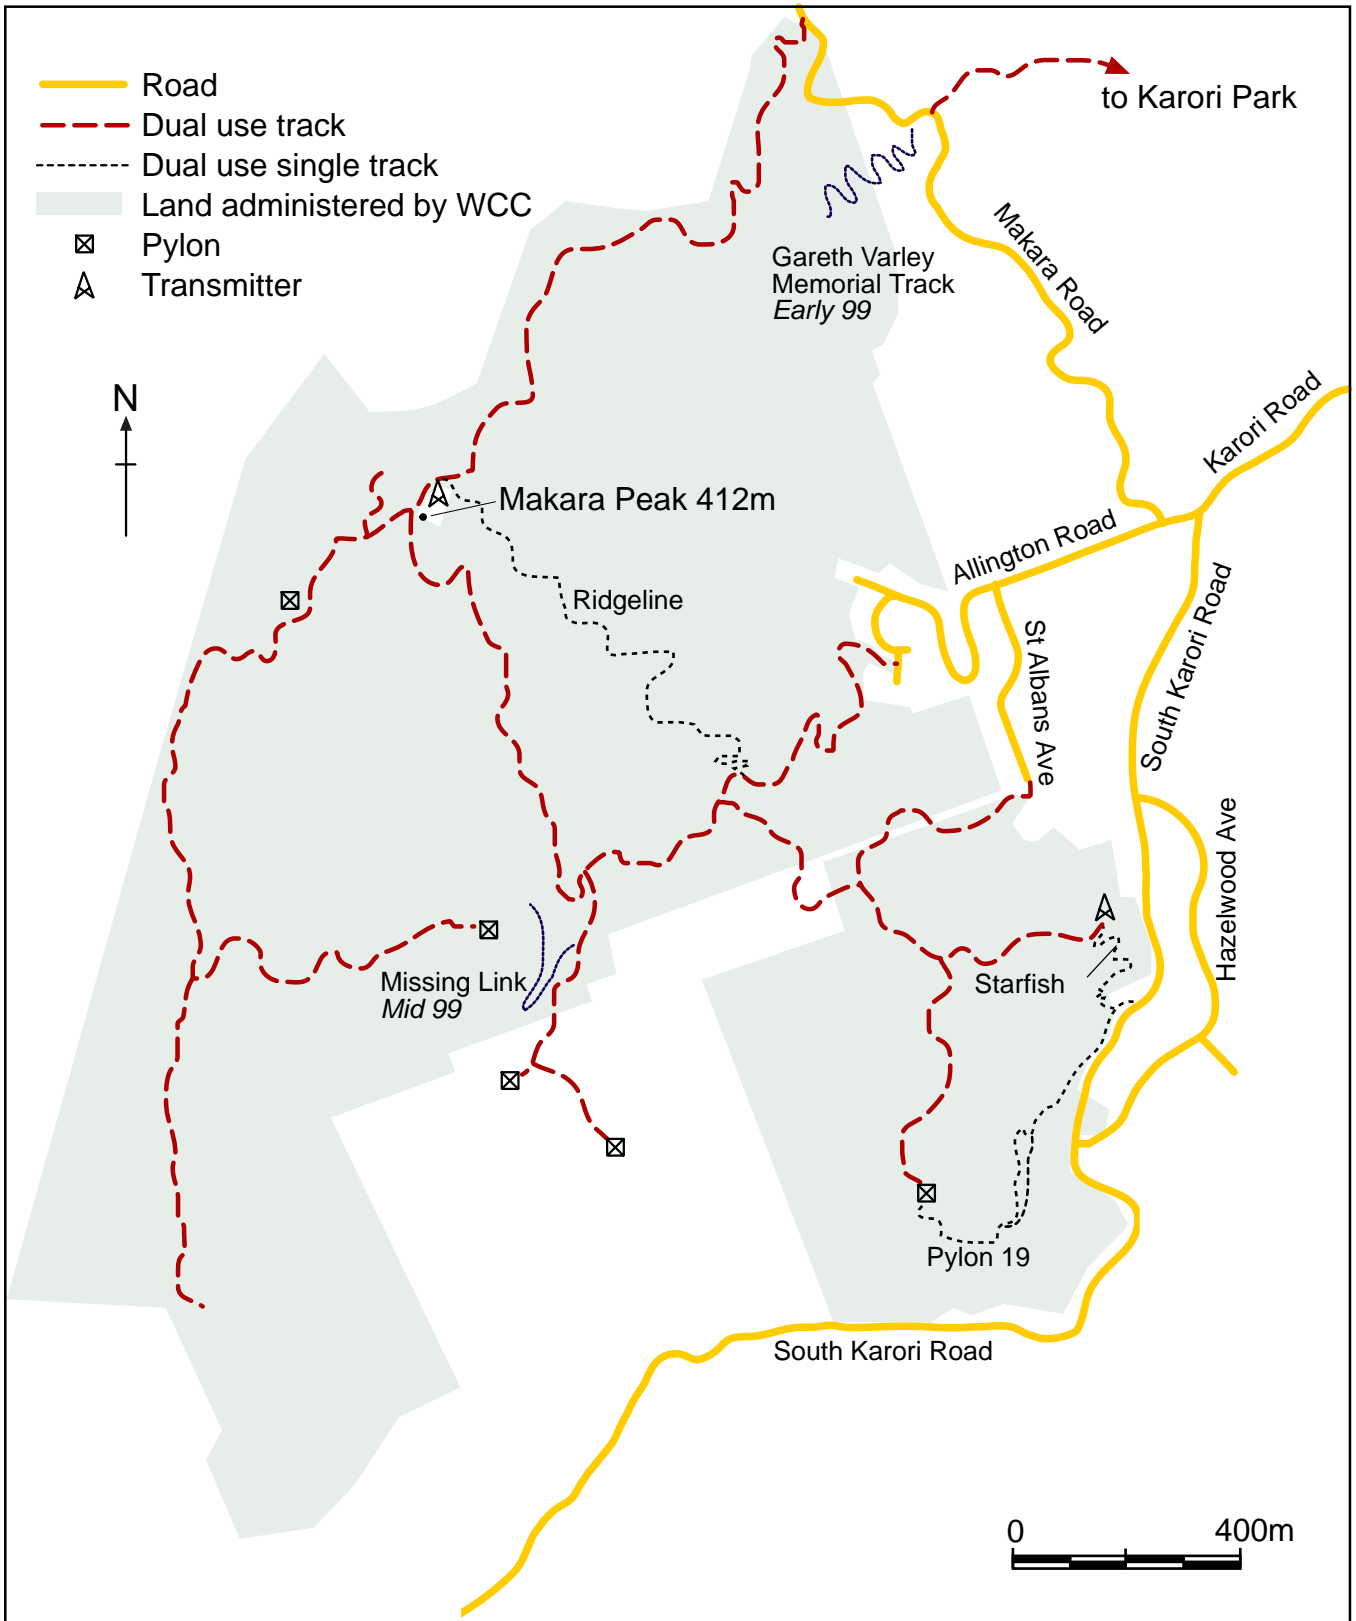 Road
Dual use track
Dual use single track
Land administered by WCC
Pylon
Transmitter
to Karori Park
Gareth Varley
Memorial Track
Early 99
Makara Road
Karori Road
N
Makara Peak 412m
Allington Road
Ridgeline
St Albans Ave
South Karori Road
Hazelwood Ave
Missing Link
Mid 99
Starfish
Pylon 19
South Karori Road
0 400m